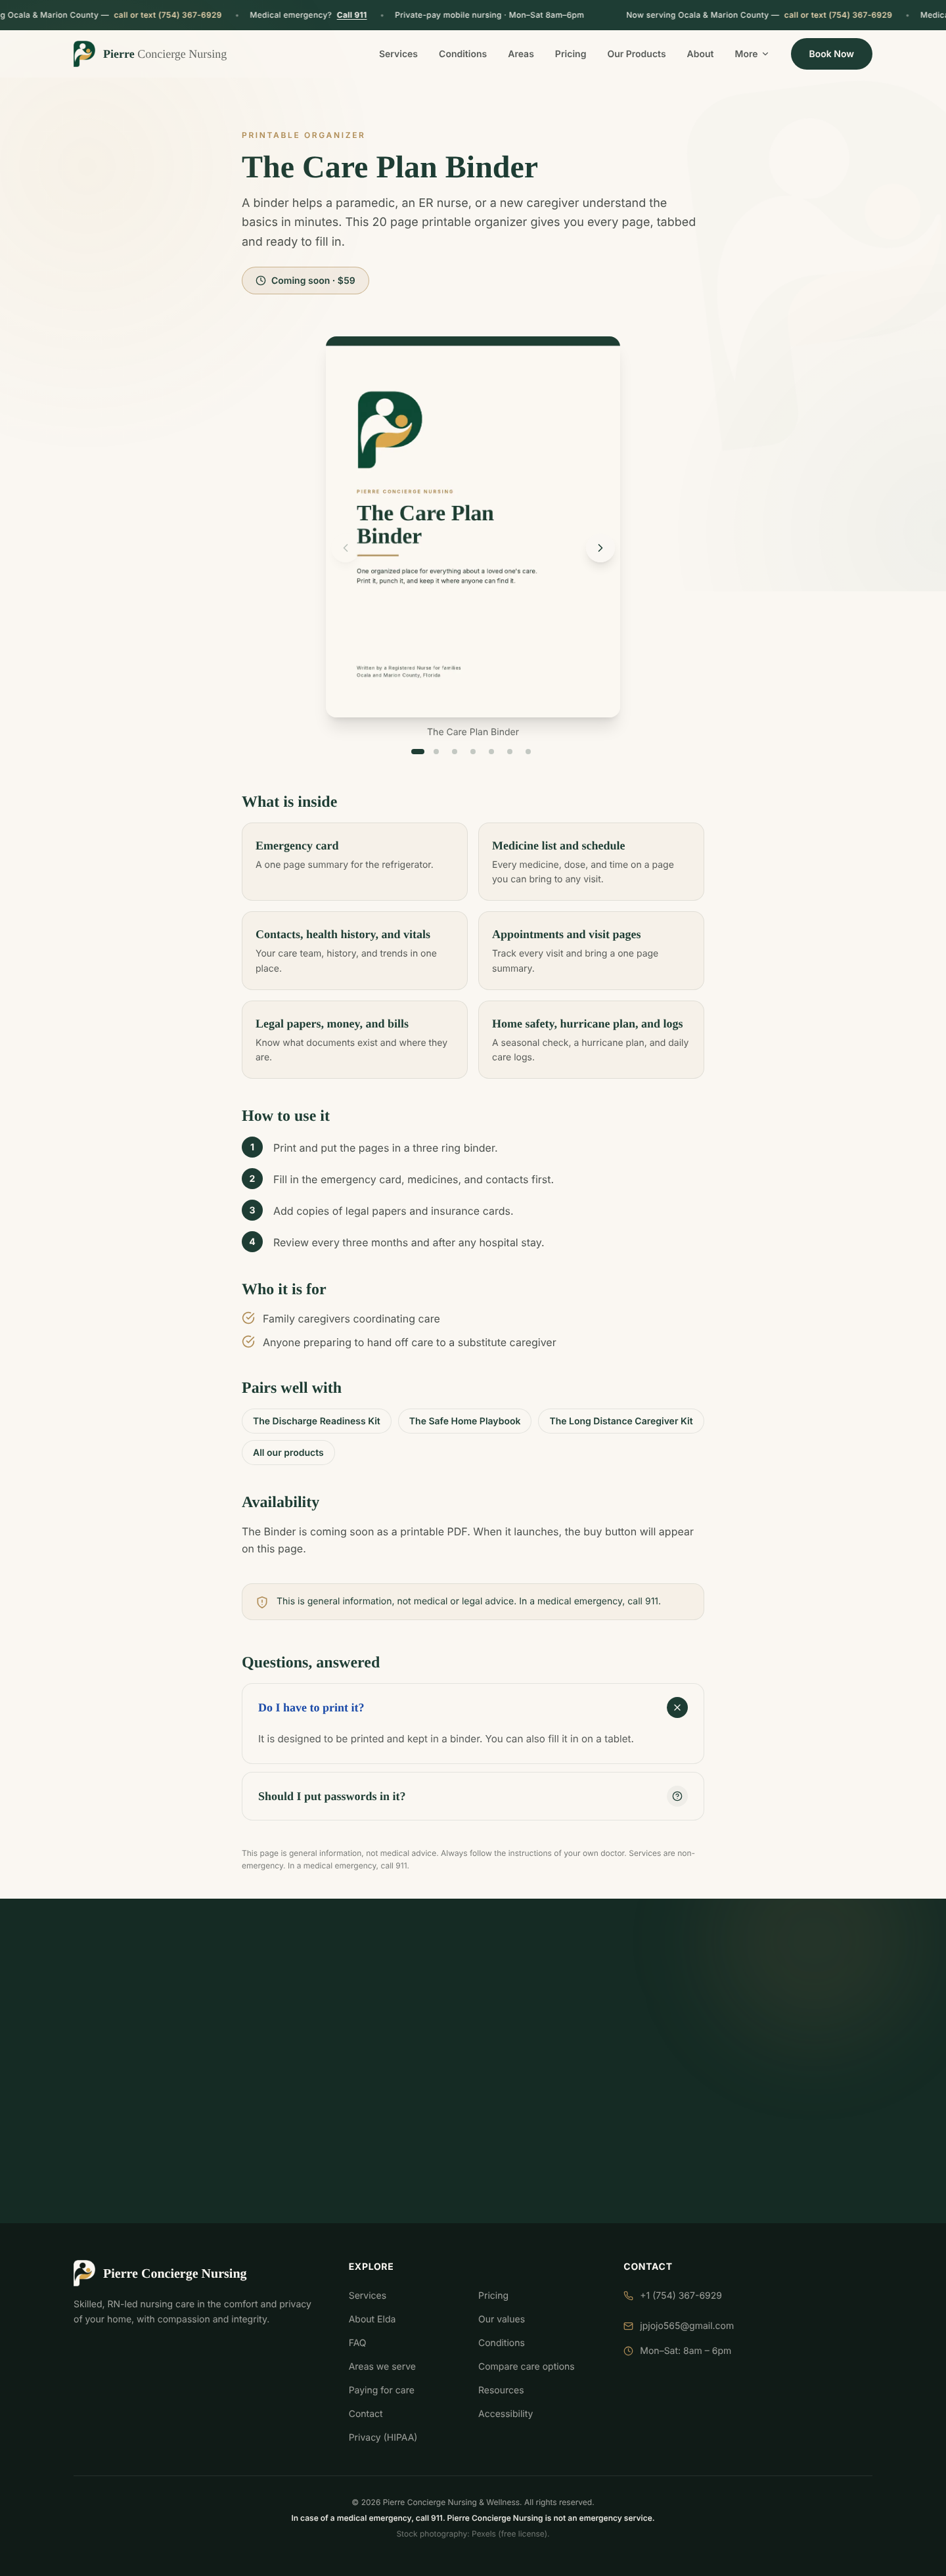 g Ocala & Marion County — call or text (754) 367-6929 • Medical emergency? Call 911 • Private-pay mobile nursing · Mon–Sat 8am–6pm Now serving Ocala & Marion County — call or text (754) 367-6929 • Medic
Pierre Concierge Nursing
Services Conditions Areas Pricing Our Products About More Book Now
PRINTABLE ORGANIZER
The Care Plan Binder
A binder helps a paramedic, an ER nurse, or a new caregiver understand the
basics in minutes. This 20 page printable organizer gives you every page, tabbed
and ready to fill in.
Coming soon · $59
PIERRE CONCIERGE NURSING
The Care Plan
Binder
One organized place for everything about a loved one's care.
Print it, punch it, and keep it where anyone can find it.
Written by a Registered Nurse for families
Ocala and Marion County, Florida
The Care Plan Binder
What is inside
Emergency card
A one page summary for the refrigerator.
Medicine list and schedule
Every medicine, dose, and time on a page
you can bring to any visit.
Contacts, health history, and vitals
Your care team, history, and trends in one
place.
Appointments and visit pages
Track every visit and bring a one page
summary.
Legal papers, money, and bills
Know what documents exist and where they
are.
Home safety, hurricane plan, and logs
A seasonal check, a hurricane plan, and daily
care logs.
How to use it
1 Print and put the pages in a three ring binder.
2 Fill in the emergency card, medicines, and contacts first.
3 Add copies of legal papers and insurance cards.
4 Review every three months and after any hospital stay.
Who it is for
Family caregivers coordinating care
Anyone preparing to hand off care to a substitute caregiver
Pairs well with
The Discharge Readiness Kit The Safe Home Playbook The Long Distance Caregiver Kit
All our products
Availability
The Binder is coming soon as a printable PDF. When it launches, the buy button will appear
on this page.
This is general information, not medical or legal advice. In a medical emergency, call 911.
Questions, answered
Do I have to print it?
It is designed to be printed and kept in a binder. You can also fill it in on a tablet.
Should I put passwords in it?
This page is general information, not medical advice. Always follow the instructions of your own doctor. Services are non-
emergency. In a medical emergency, call 911.
Pierre Concierge Nursing
Skilled, RN-led nursing care in the comfort and privacy
of your home, with compassion and integrity.
EXPLORE
Services Pricing
About Elda Our values
FAQ Conditions
Areas we serve Compare care options
Paying for care Resources
Contact Accessibility
Privacy (HIPAA)
CONTACT
+1 (754) 367-6929
jpjojo565@gmail.com
Mon–Sat: 8am – 6pm
© 2026 Pierre Concierge Nursing & Wellness. All rights reserved.
In case of a medical emergency, call 911. Pierre Concierge Nursing is not an emergency service.
Stock photography: Pexels (free license).